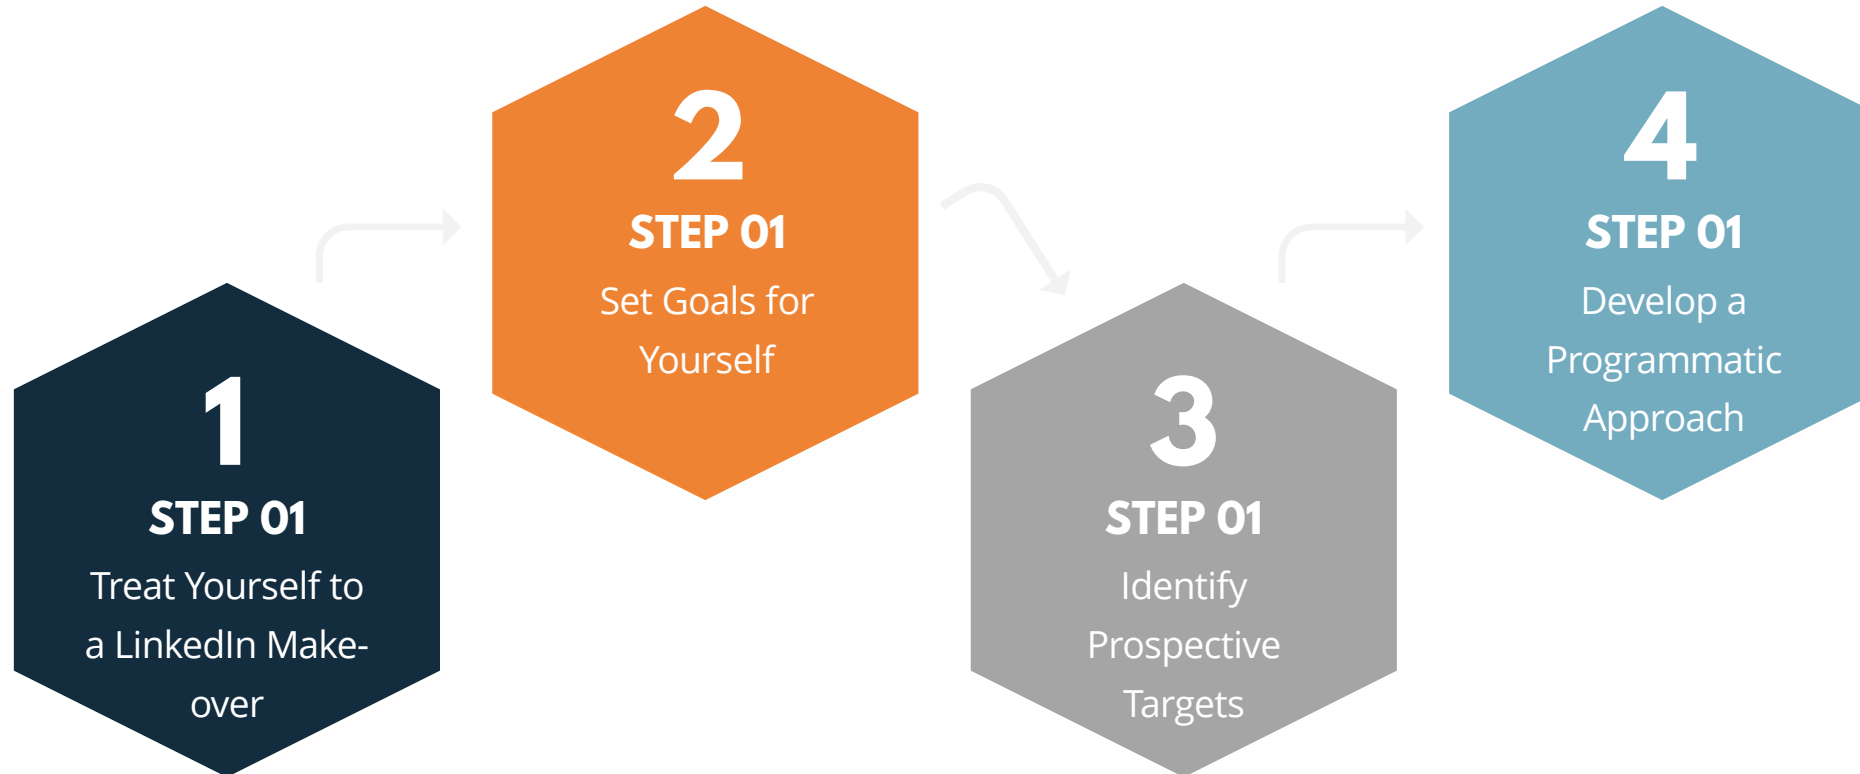 1
STEP 01
Treat Yourself to
a LinkedIn Make-
over
2
STEP 01
Set Goals for
Yourself
3
STEP 01
Identify
Prospective
Targets
4
STEP 01
Develop a
Programmatic
Approach